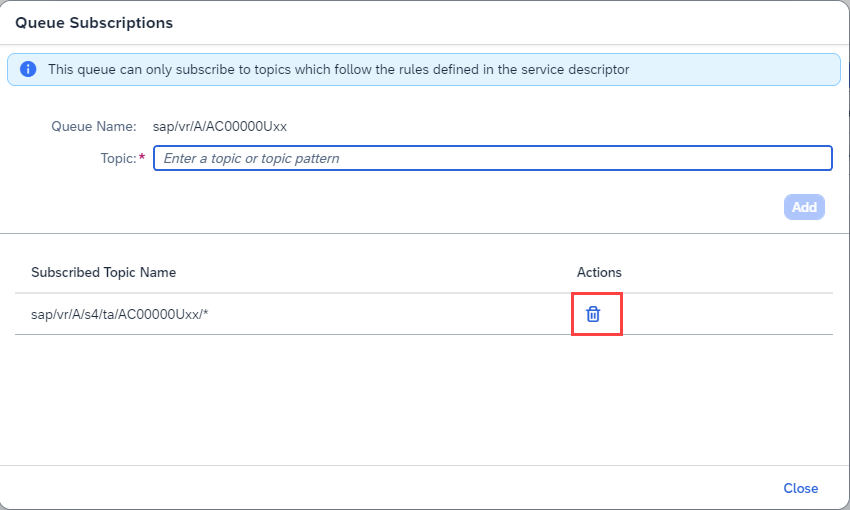 Queue Subscriptions
This queue can only subscribe to topics which follow the rules defined in the service descriptor
Queue Name: sap/vr/A/AC00000Uxx
Topic:* Enter a topic or topic pattern
Add
Subscribed Topic Name Actions
sap/vr/A/s4/ta/AC00000Uxx/*
Close